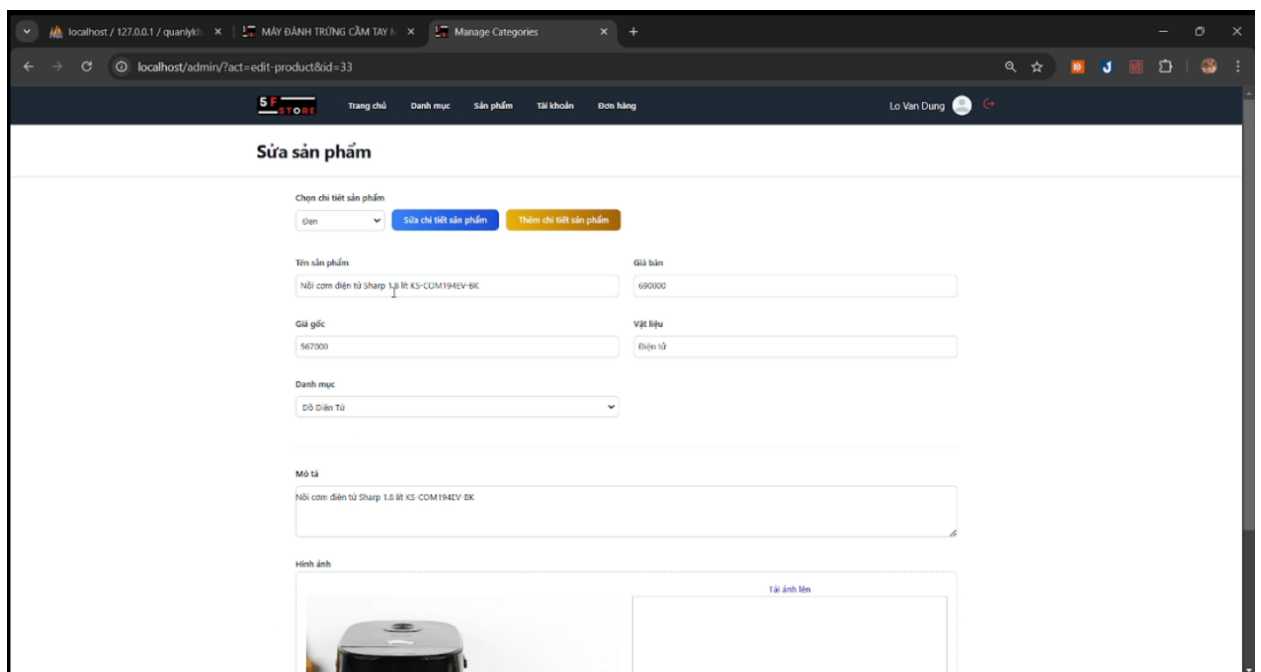 localhost / 127.0.0.1 / quanlykh
MÁY ĐÁNH TRỨNG CẦM TAY M
Manage Categories
localhost/admin/?act=edit-product&id=33
5 F
STORE
Trang chủ
Danh mục
Sản phẩm
Tài khoản
Đơn hàng
Lo Van Dung
Sửa sản phẩm
Chọn chi tiết sản phẩm
Đen
Sửa chi tiết sản phẩm
Thêm chi tiết sản phẩm
Tên sản phẩm
Giá bán
Nồi cơm điện tử Sharp 1.8 lít KS-COM194EV-BK
690000
Giá gốc
Vật liệu
567000
Điện tử
Danh mục
Đồ Điện Tử
Mô tả
Nồi cơm điện tử Sharp 1.8 lít KS-COM194EV-BK
Hình ảnh
Tải ảnh lên